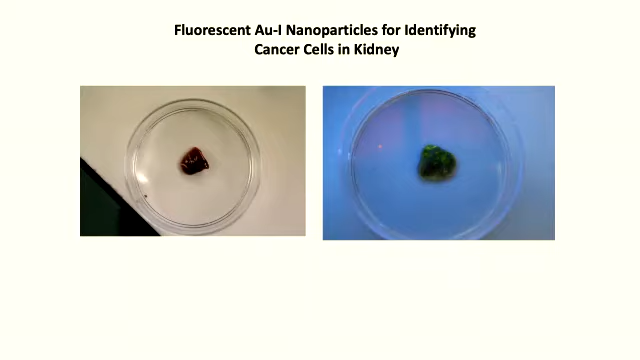 Fluorescent Au-I Nanoparticles for Identifying
Cancer Cells in Kidney